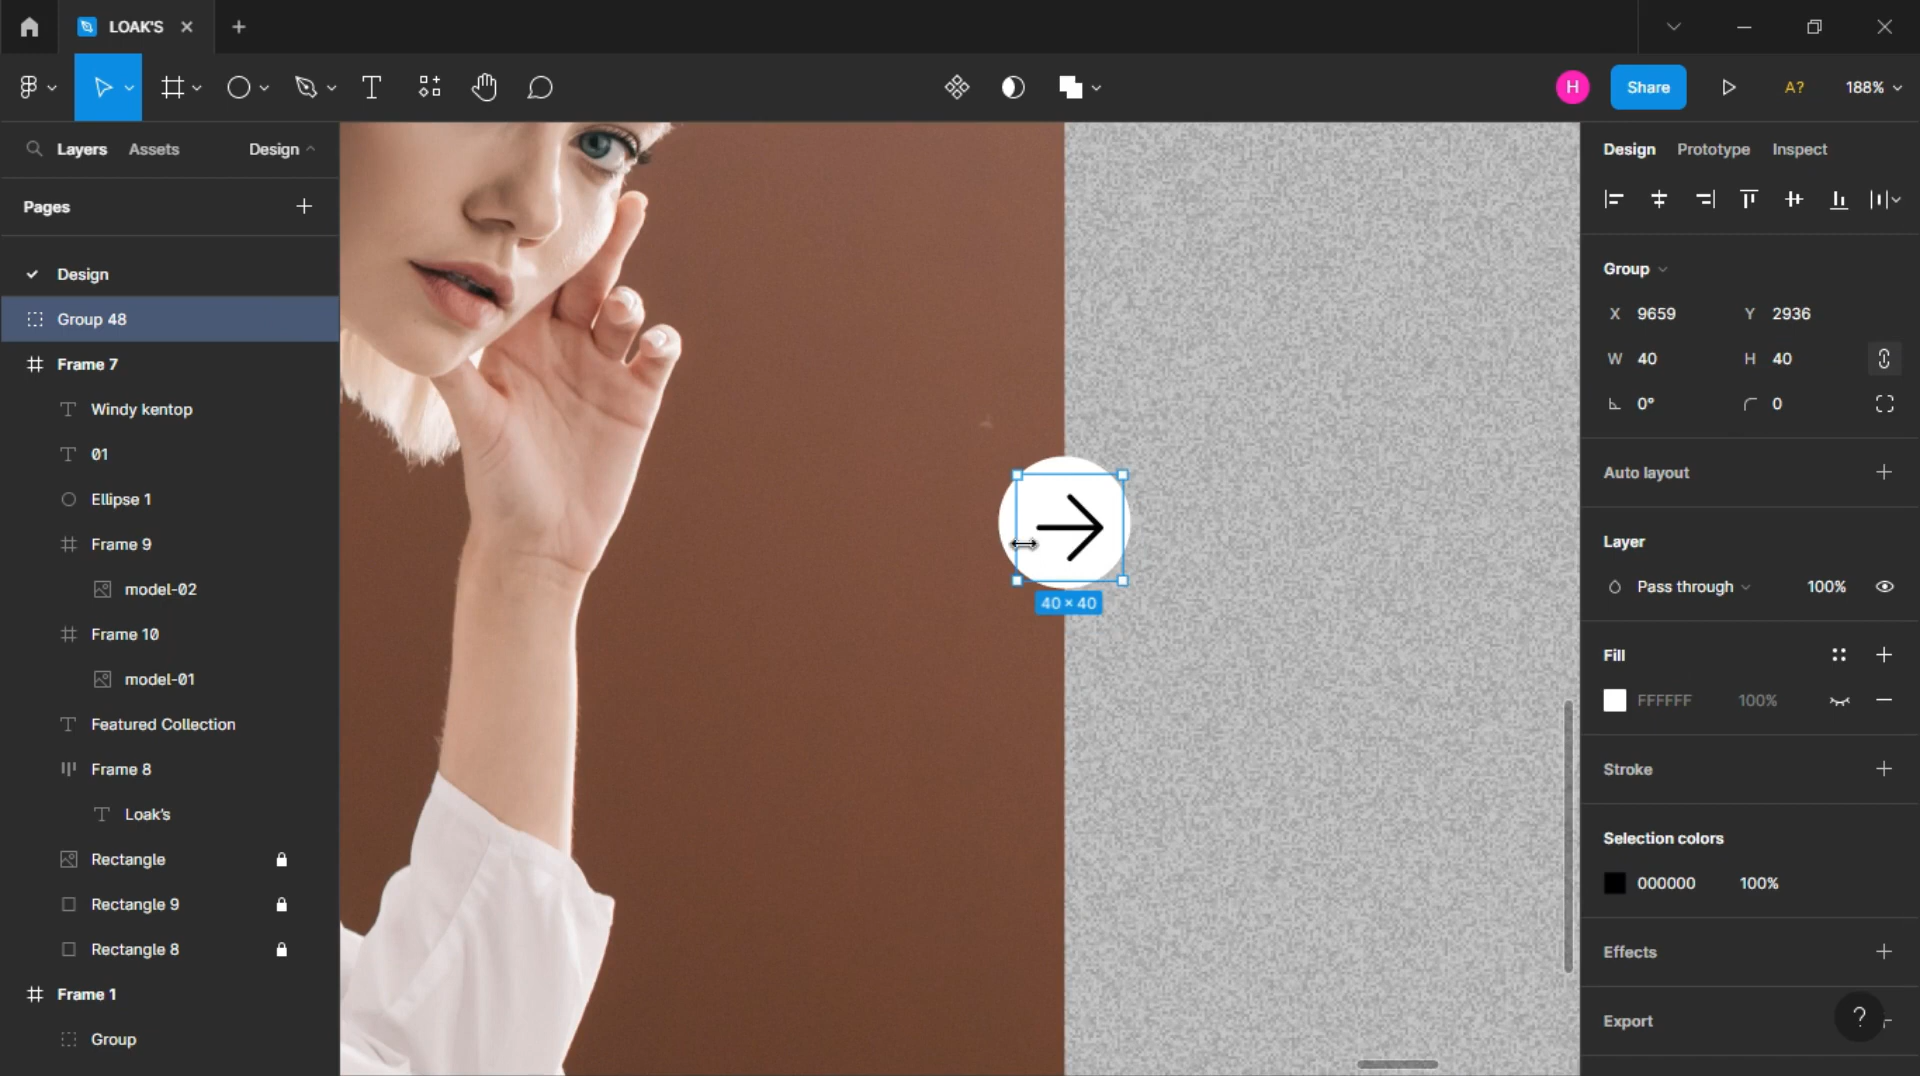 LOAK'S
H
Share
A?
188%
Layers
Assets
Design
Pages
Design
Group 48
Frame 7
Windy kentop
01
Ellipse 1
Frame 9
model-02
Frame 10
model-01
Featured Collection
Frame 8
Loak's
Rectangle
Rectangle 9
Rectangle 8
Frame 1
Group
40 × 40
Design
Prototype
Inspect
Group
X 9659
Y 2936
W 40
H 40
0°
0
Auto layout
Layer
Pass through
100%
Fill
FFFFFF
100%
Stroke
Selection colors
000000
100%
Effects
Export
?